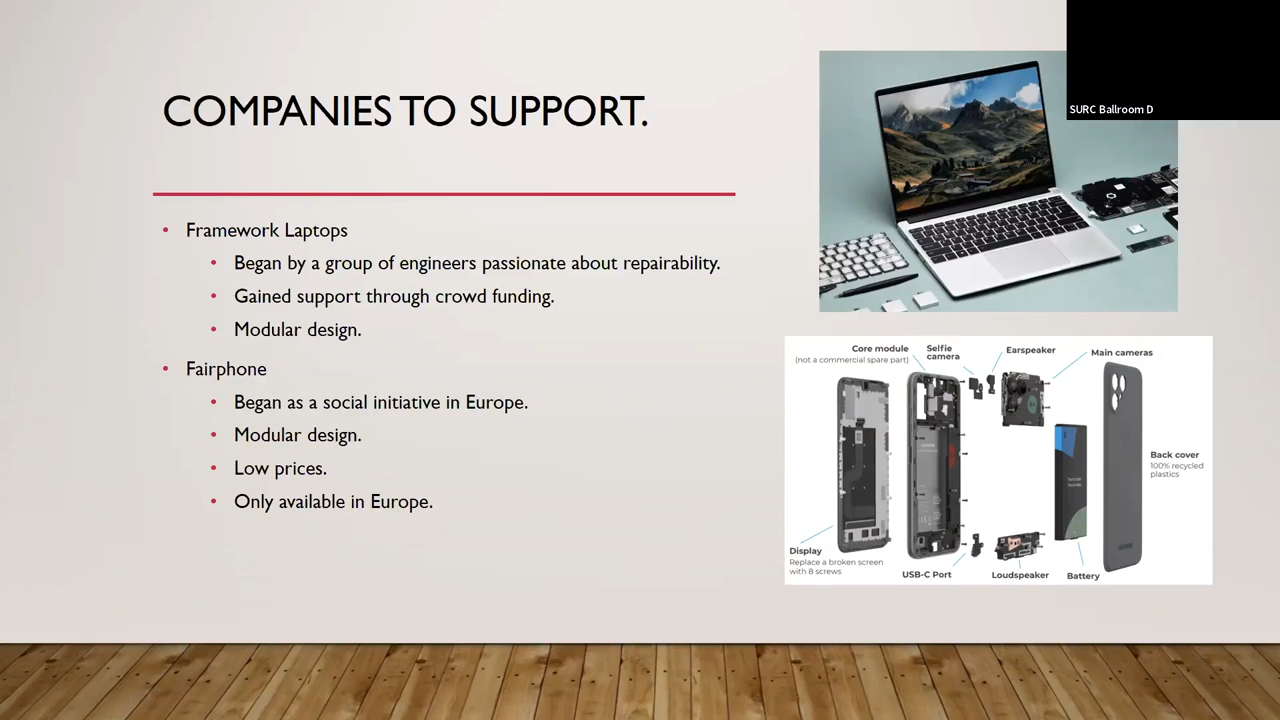 COMPANIES TO SUPPORT.
Framework Laptops
Began by a group of engineers passionate about repairability.
Gained support through crowd funding.
Modular design.
Fairphone
Began as a social initiative in Europe.
Modular design.
Low prices.
Only available in Europe.
SURC Ballroom D
Core module
(not a commercial spare part)
Selfie
camera
Earspeaker
Main cameras
Back cover
100% recycled
plastics
Display
Replace a broken screen
with 8 screws
USB-C Port
Loudspeaker
Battery